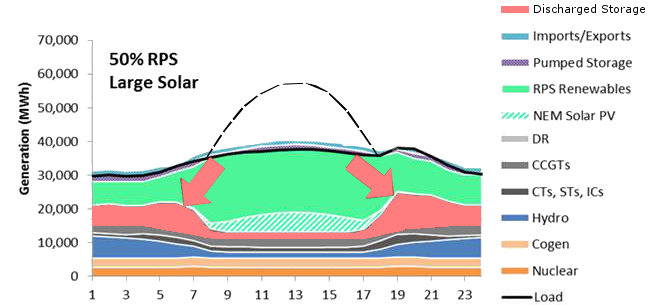 Discharged Storage
70,000
Imports/Exports
60,000
50% RPS
Large Solar
Pumped Storage
50,000
RPS Renewables
40,000
NEM Solar PV
30,000
DR
20,000
CCGTs
10,000
CTs, STs, ICs
0
Hydro
Generation (MWh)
Cogen
Nuclear
1 3 5 7 9 11 13 15 17 19 21 23
Load